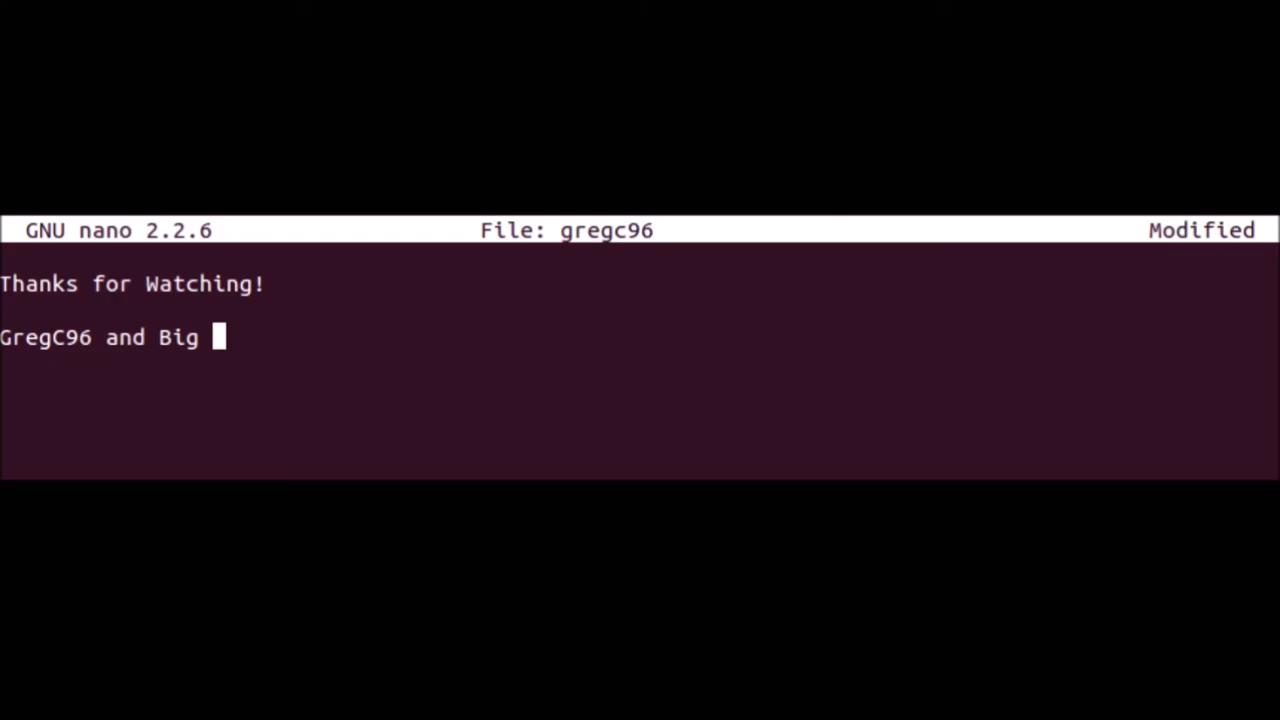 GNU nano 2.2.6 File: gregc96 Modified
Thanks for Watching!
GregC96 and Big